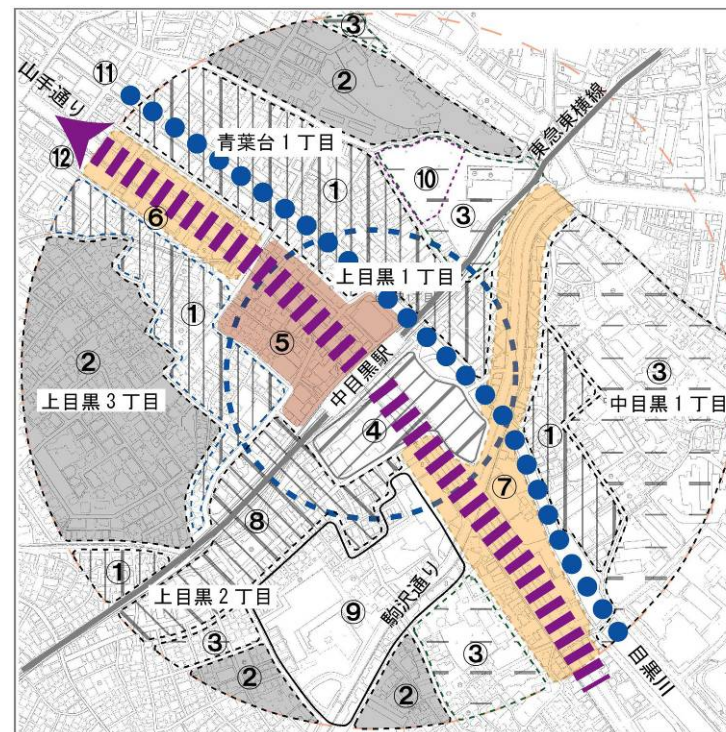 ③
②
山手通り
⑪
東急東横線
青葉台1丁目
⑫
①
⑩
③
⑥
上目黒1丁目
①
⑤
中目黒駅
②
上目黒3丁目
③
中目黒1丁目
①
④
⑦
⑧
①
上目黒2丁目
駒沢通り
⑨
③
③
②
②
目黒川